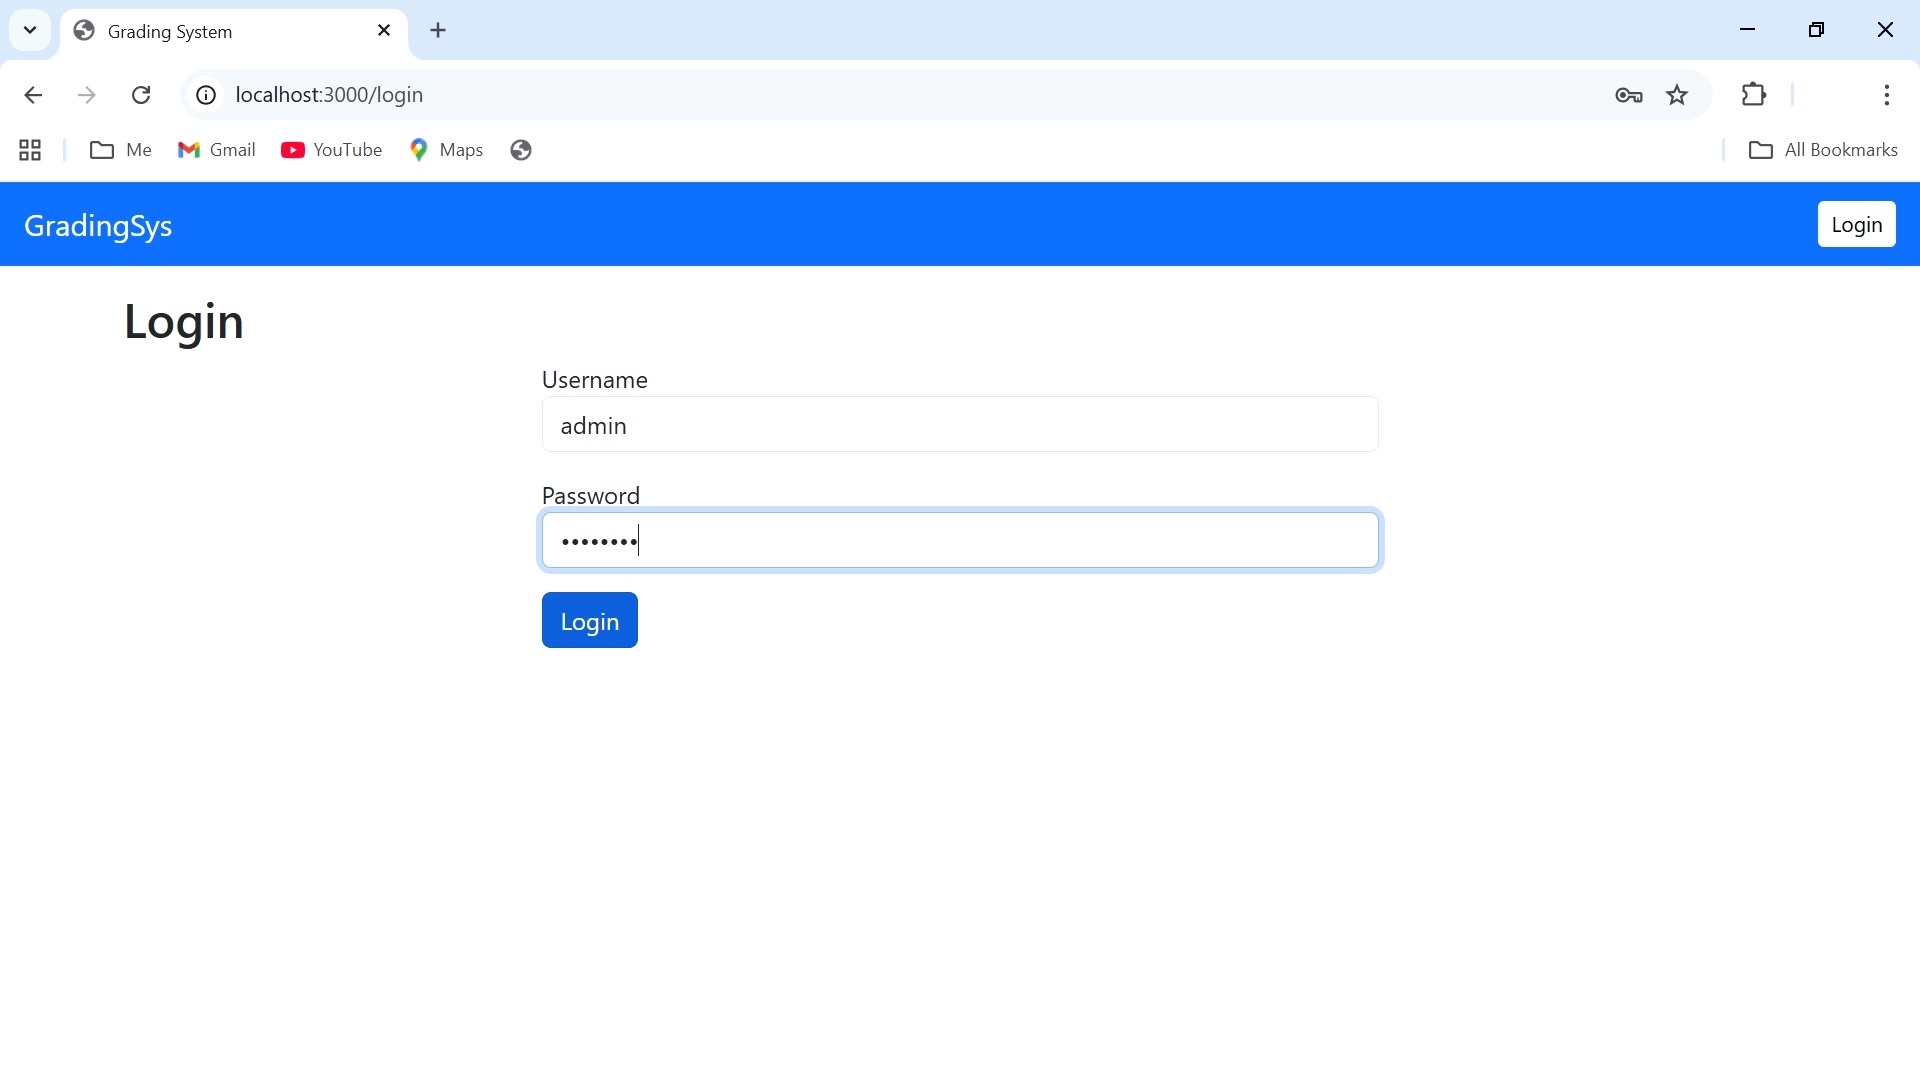 Grading System
localhost:3000/login
Me Gmail YouTube Maps All Bookmarks
GradingSys Login
Login
Username
admin
Password
••••••••
Login